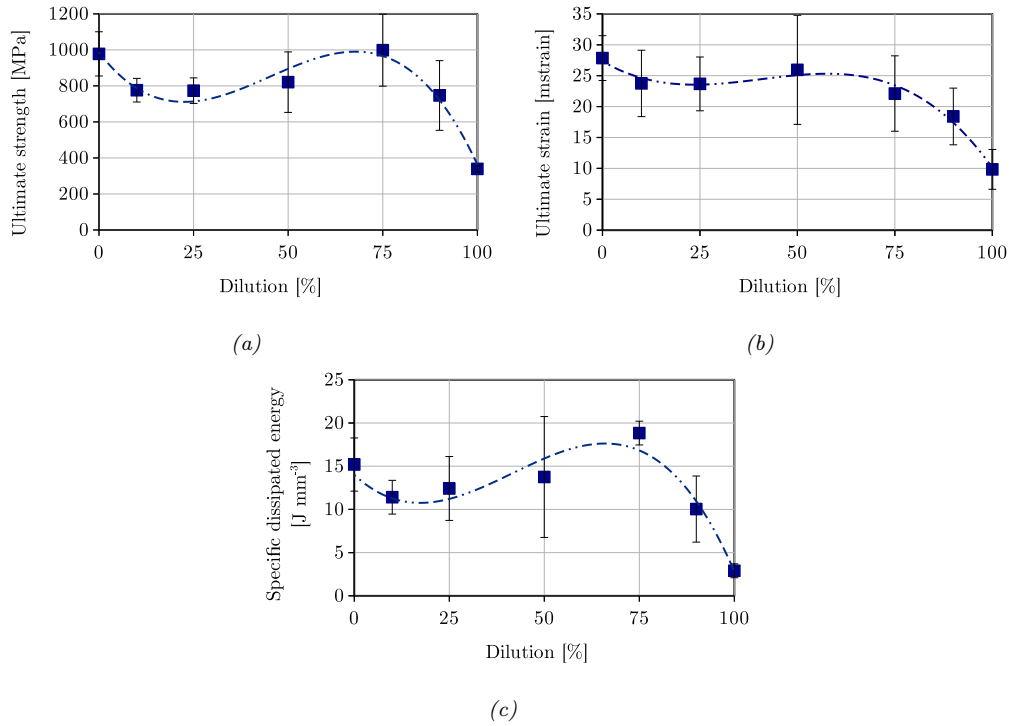 1200
1000
800
600
400
200
0
0 25 50 75 100
Ultimate strength [MPa]
Dilution [%]
(a)
35
30
25
20
15
10
5
0
0 25 50 75 100
Ultimate strain [mstrain]
Dilution [%]
(b)
25
20
15
10
5
0
0 25 50 75 100
Specific dissipated energy
[J mm-3]
Dilution [%]
(c)